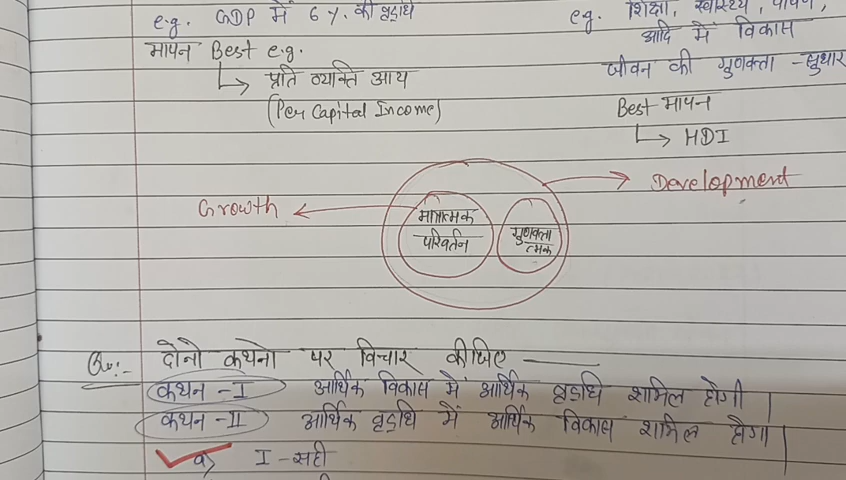 e.g. GDP में 6 %. की वृद्धि
मापन Best e.g.
↳ प्रति व्यक्ति आय
(Per Capital Income)
e.g. शिक्षा, स्वास्थ्य, पोषण,
आदि में विकास
जीवन की गुणवत्ता - सुधार
Best मापन
↳ HDI
Growth
मात्रात्मक
परिवर्तन
गुणवत्ता
त्मक
Development
Qu:- दोनो कथनो पर विचार कीजिए
कथन - I आर्थिक विकास में आर्थिक वृद्धि शामिल होगी |
कथन - II आर्थिक वृद्धि में आर्थिक विकास शामिल होगा |
a) I - सही